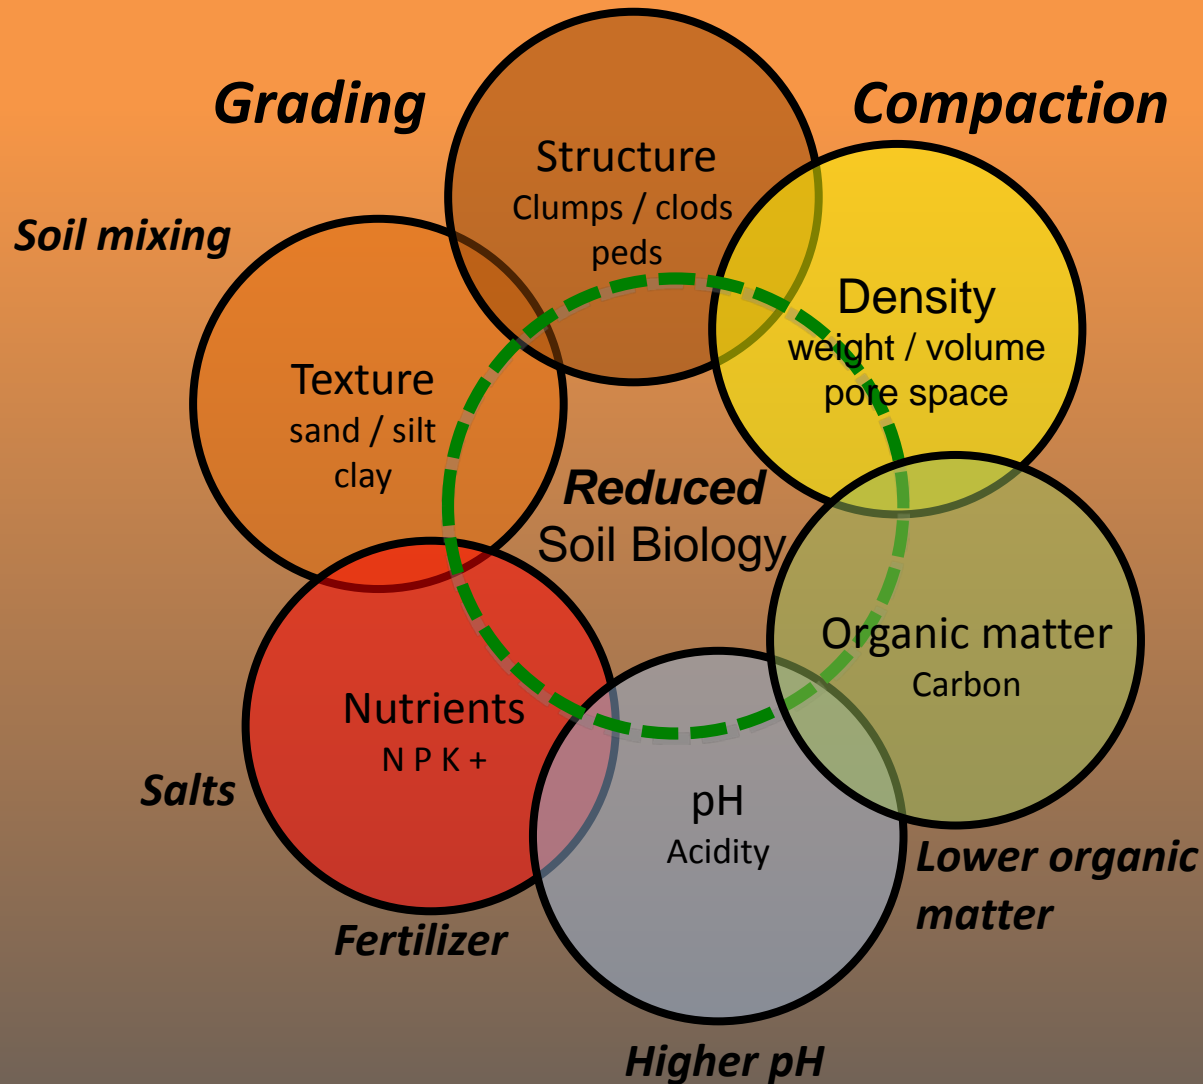 Grading
Compaction
Structure
Clumps / clods
peds
Soil mixing
Density
weight / volume
pore space
Texture
sand / silt
clay
Reduced
Soil Biology
Organic matter
Carbon
Nutrients
N P K +
Salts
pH
Acidity
Lower organic
matter
Fertilizer
Higher pH